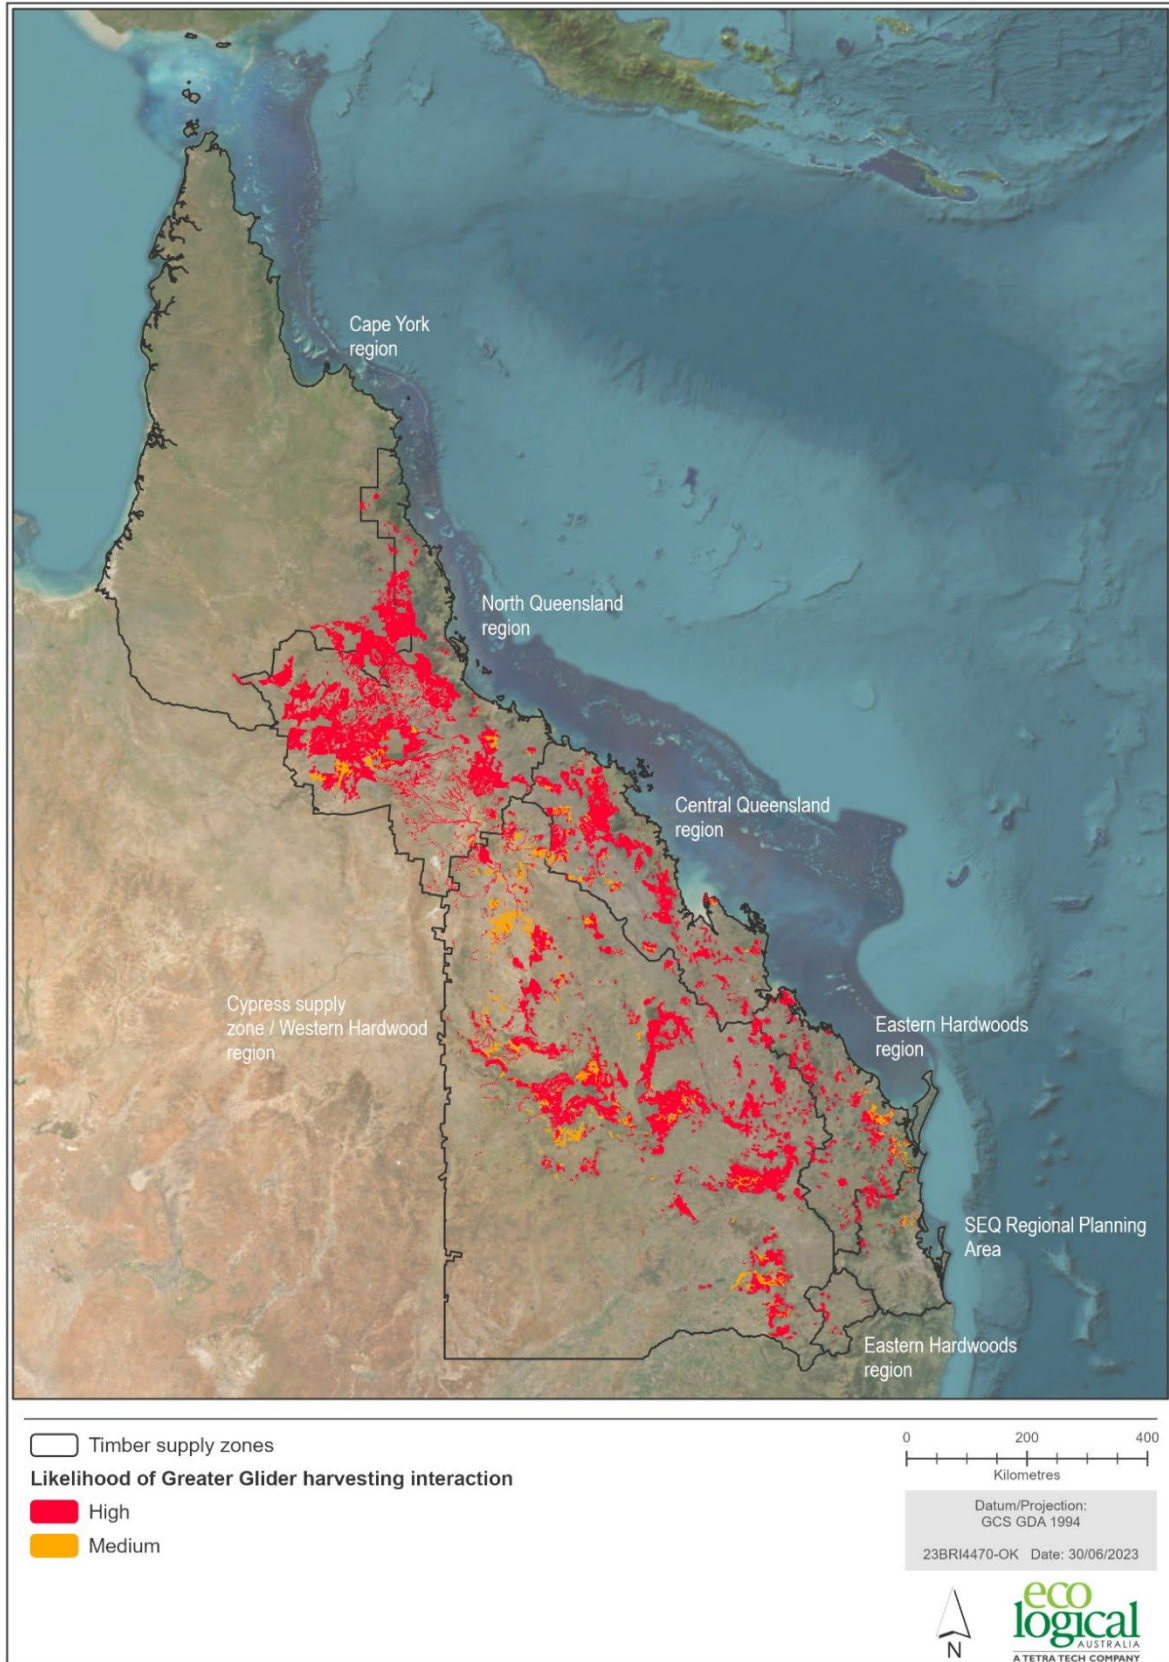 Cape York
region
North Queensland
region
Central Queensland
region
Cypress supply
zone / Western Hardwood
region
Eastern Hardwoods
region
SEQ Regional Planning
Area
Eastern Hardwoods
region
Timber supply zones
Likelihood of Greater Glider harvesting interaction
High
Medium
0 200 400
Kilometres
Datum/Projection:
GCS GDA 1994
23BRI4470-OK Date: 30/06/2023
N
eco
logical
AUSTRALIA
A TETRA TECH COMPANY